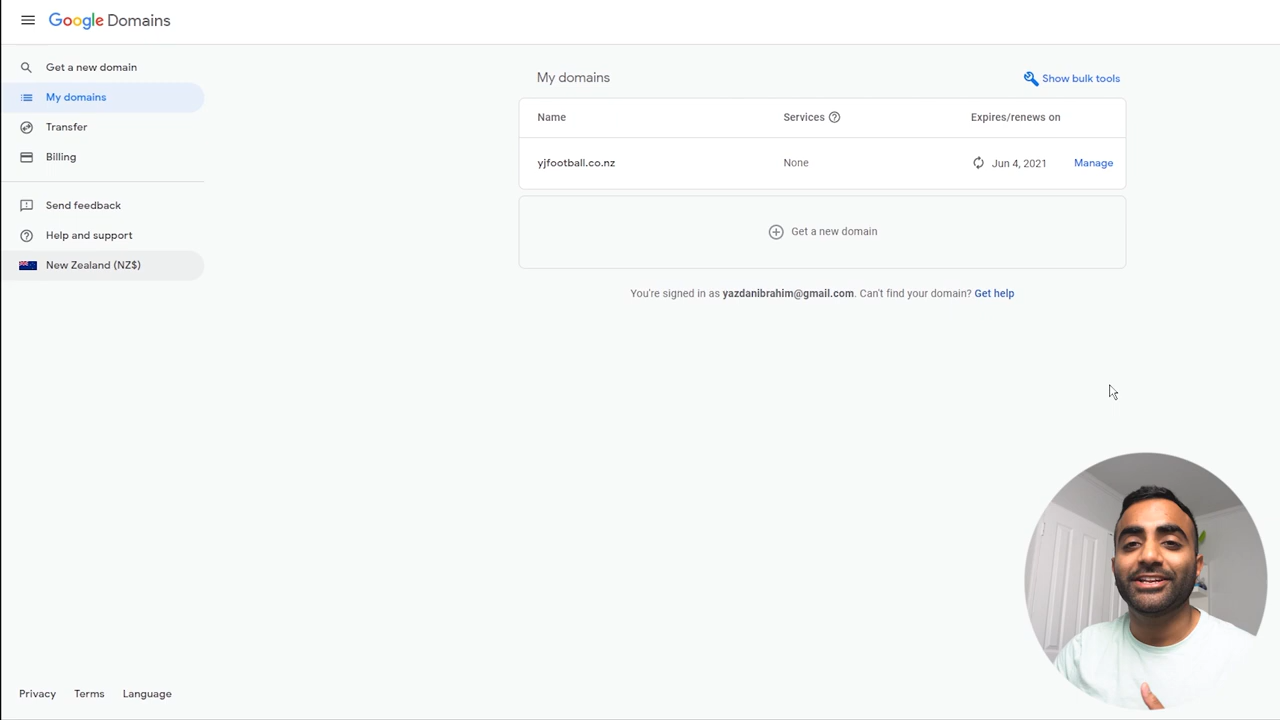 Google Domains
Get a new domain
My domains
Transfer
Billing
Send feedback
Help and support
New Zealand (NZ$)
My domains
Show bulk tools
Name Services Expires/renews on
yjfootball.co.nz None Jun 4, 2021 Manage
Get a new domain
You're signed in as yazdanibrahim@gmail.com. Can't find your domain? Get help
Privacy Terms Language